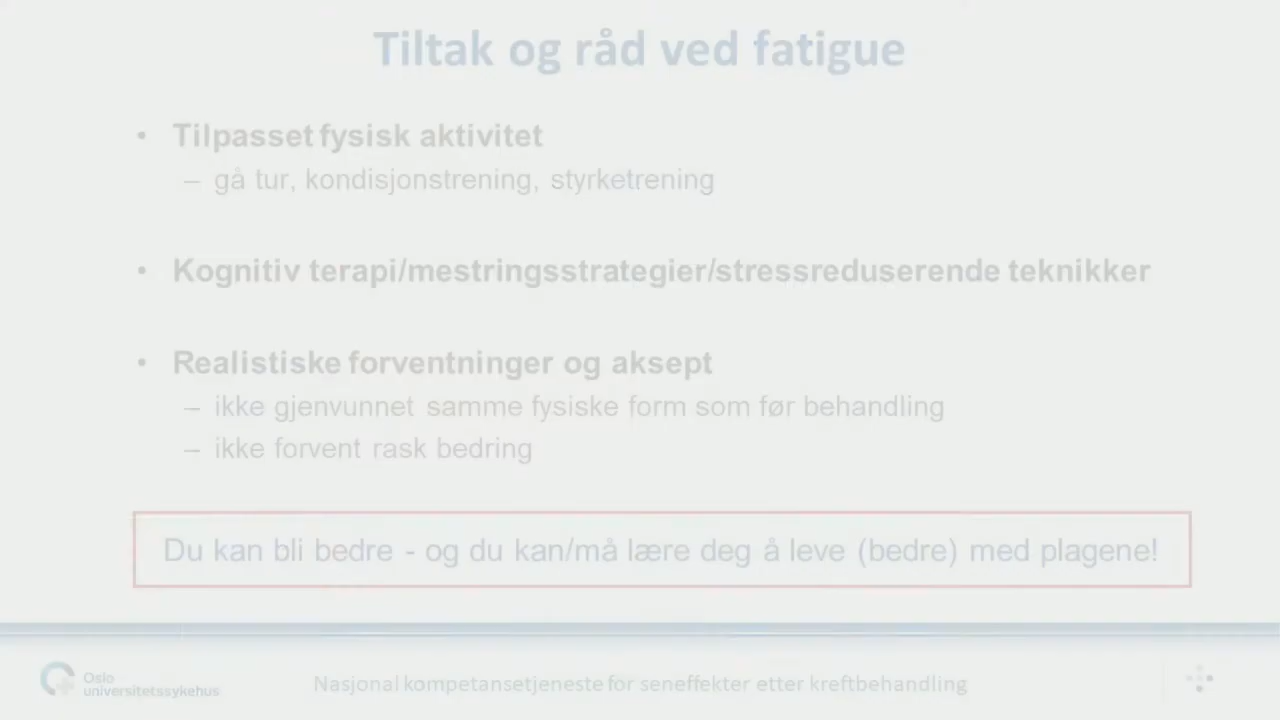 Tiltak og råd ved fatigue
• Tilpasset fysisk aktivitet
– gå tur, kondisjonstrening, styrketrening
• Kognitiv terapi/mestringsstrategier/stressreduserende teknikker
• Realistiske forventninger og aksept
– ikke gjenvunnet samme fysiske form som før behandling
– ikke forvent rask bedring
Du kan bli bedre - og du kan/må lære deg å leve (bedre) med plagene!
Oslo
universitetssykehus
Nasjonal kompetansetjeneste for seneffekter etter kreftbehandling